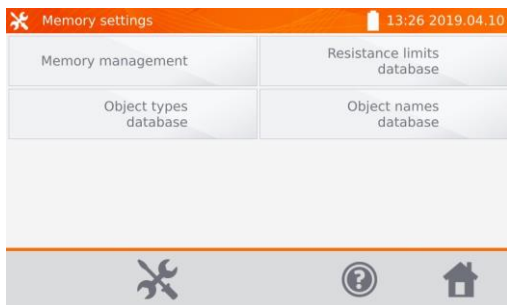 Memory settings
13:26 2019.04.10
Memory management
Resistance limits
database
Object types
database
Object names
database
?